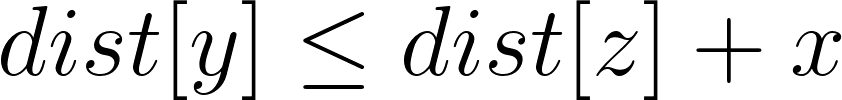 dist[y] ≤ dist[z] + x